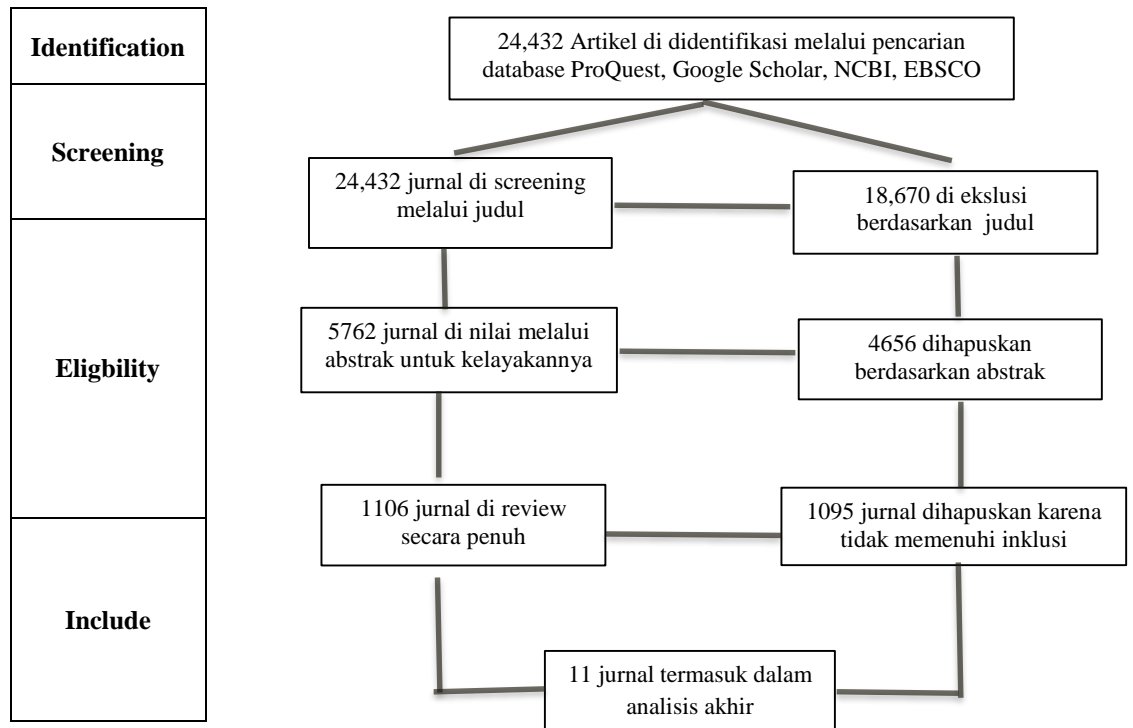 Identification
24,432 Artikel di didentifikasi melalui pencarian
database ProQuest, Google Scholar, NCBI, EBSCO
Screening
24,432 jurnal di screening
melalui judul
18,670 di ekslusi
berdasarkan judul
Eligbility
5762 jurnal di nilai melalui
abstrak untuk kelayakannya
4656 dihapuskan
berdasarkan abstrak
1106 jurnal di review
secara penuh
1095 jurnal dihapuskan karena
tidak memenuhi inklusi
Include
11 jurnal termasuk dalam
analisis akhir